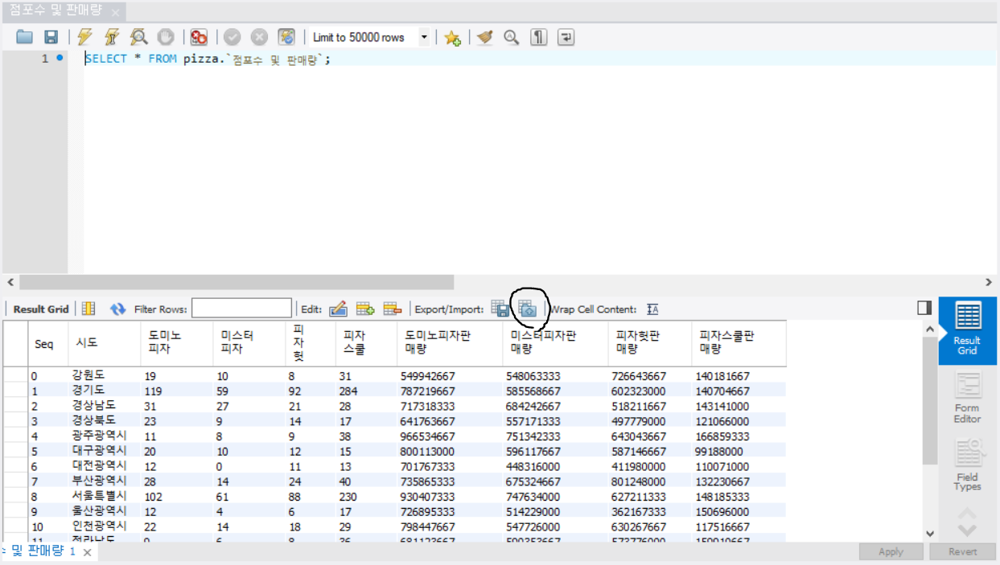 점포수 및 판매량
Limit to 50000 rows
1 SELECT * FROM pizza.`점포수 및 판매량`;
Result Grid Filter Rows: Edit: Export/Import: Wrap Cell Content:
Seq 시도 도미노피자 미스터피자 피자헛 피자스쿨 도미노피자판매량 미스터피자판매량 피자헛판매량 피자스쿨판매량
0 강원도 19 10 8 31 549942667 548063333 726643667 140181667
1 경기도 119 59 92 284 787219667 585568667 602323000 140704667
2 경상남도 31 27 21 28 717318333 684242667 518211667 143141000
3 경상북도 23 9 14 17 641763667 557171333 497779000 121066000
4 광주광역시 11 8 9 38 966534667 751342333 643043667 166859333
5 대구광역시 20 10 12 15 800113000 596117667 587146667 99188000
6 대전광역시 12 0 11 13 701767333 448316000 411980000 110071000
7 부산광역시 28 14 24 40 735865333 675324667 801248000 132230667
8 서울특별시 102 61 88 230 930407333 747634000 627211333 148185333
9 울산광역시 12 4 6 17 726895333 514229000 362167333 150696000
10 인천광역시 22 14 18 29 798447667 547726000 630267667 117516667
11 전라남도
Result
Grid
Form
Editor
Field
Types
및 판매량 1
Apply Revert